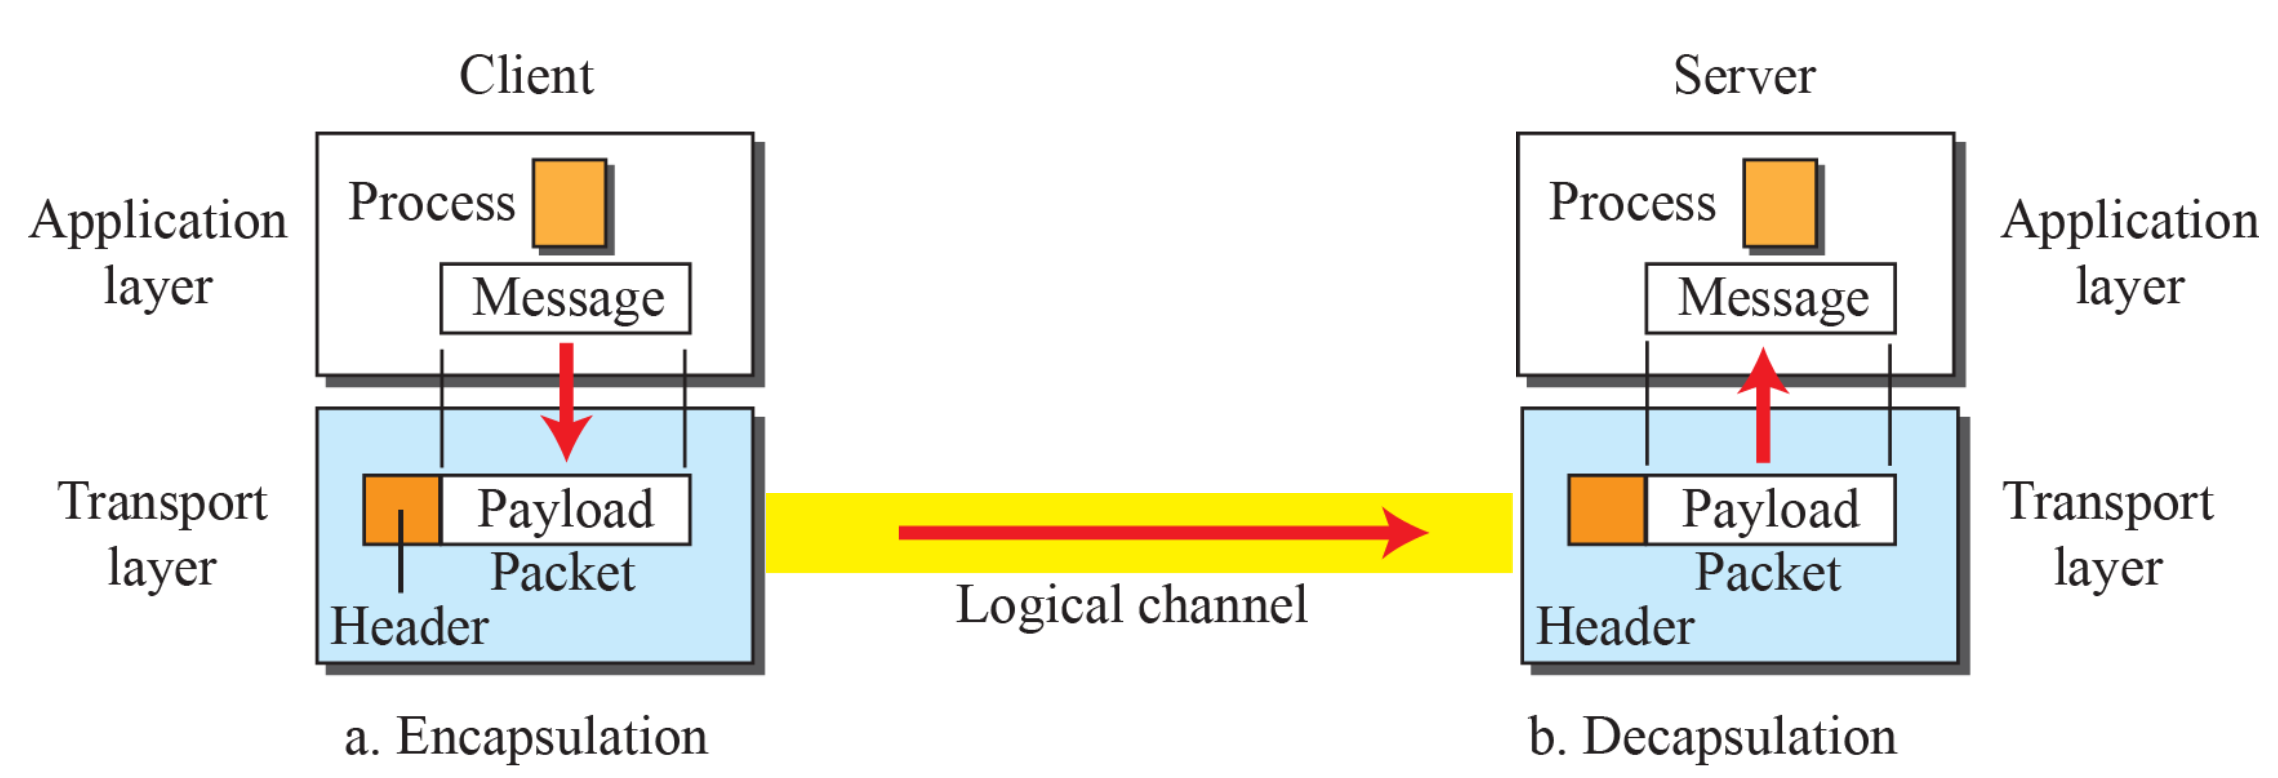 Client
Server
Process
Process
Application
layer
Application
layer
Message
Message
Transport
layer
Payload
Packet
Header
Logical channel
Payload
Packet
Header
Transport
layer
a. Encapsulation
b. Decapsulation